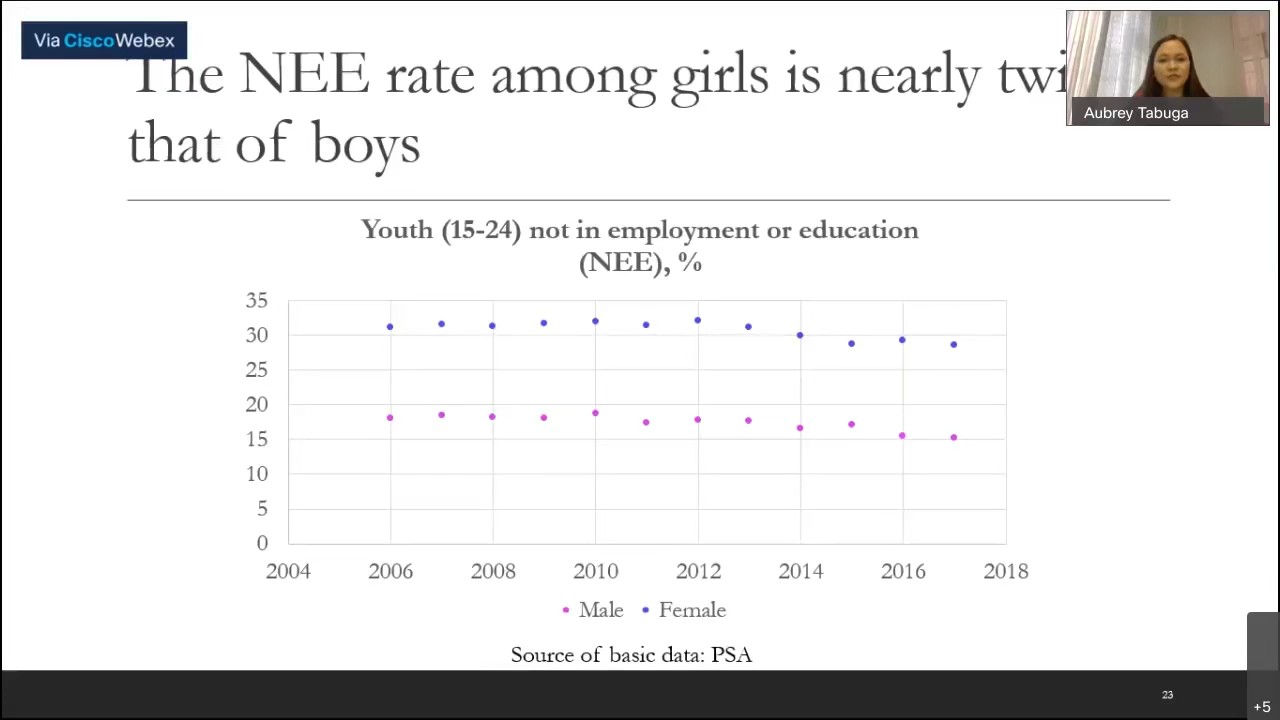 Via CiscoWebex
The NEE rate among girls is nearly
that of boys
Aubrey Tabuga
Youth (15-24) not in employment or education
(NEE), %
35
30
25
20
15
10
5
0
2004 2006 2008 2010 2012 2014 2016 2018
Male Female
Source of basic data: PSA
23
+5